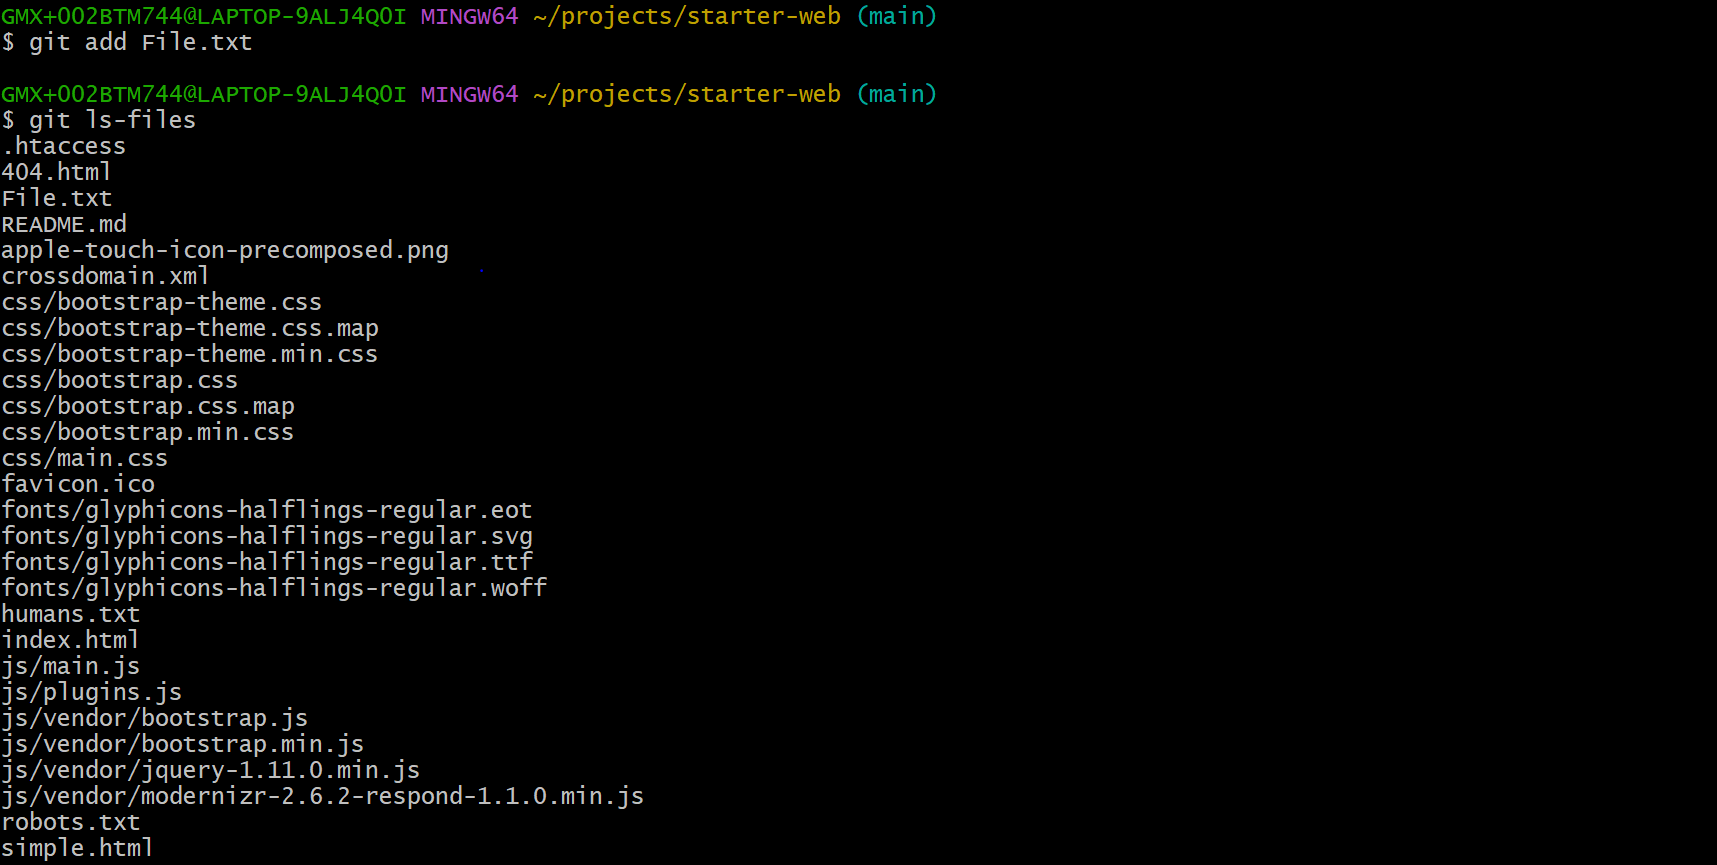 GMX+002BTM744@LAPTOP-9ALJ4Q0I MINGW64 ~/projects/starter-web (main)
$ git add File.txt
GMX+002BTM744@LAPTOP-9ALJ4Q0I MINGW64 ~/projects/starter-web (main)
$ git ls-files
.htaccess
404.html
File.txt
README.md
apple-touch-icon-precomposed.png
crossdomain.xml
css/bootstrap-theme.css
css/bootstrap-theme.css.map
css/bootstrap-theme.min.css
css/bootstrap.css
css/bootstrap.css.map
css/bootstrap.min.css
css/main.css
favicon.ico
fonts/glyphicons-halflings-regular.eot
fonts/glyphicons-halflings-regular.svg
fonts/glyphicons-halflings-regular.ttf
fonts/glyphicons-halflings-regular.woff
humans.txt
index.html
js/main.js
js/plugins.js
js/vendor/bootstrap.js
js/vendor/bootstrap.min.js
js/vendor/jquery-1.11.0.min.js
js/vendor/modernizr-2.6.2-respond-1.1.0.min.js
robots.txt
simple.html